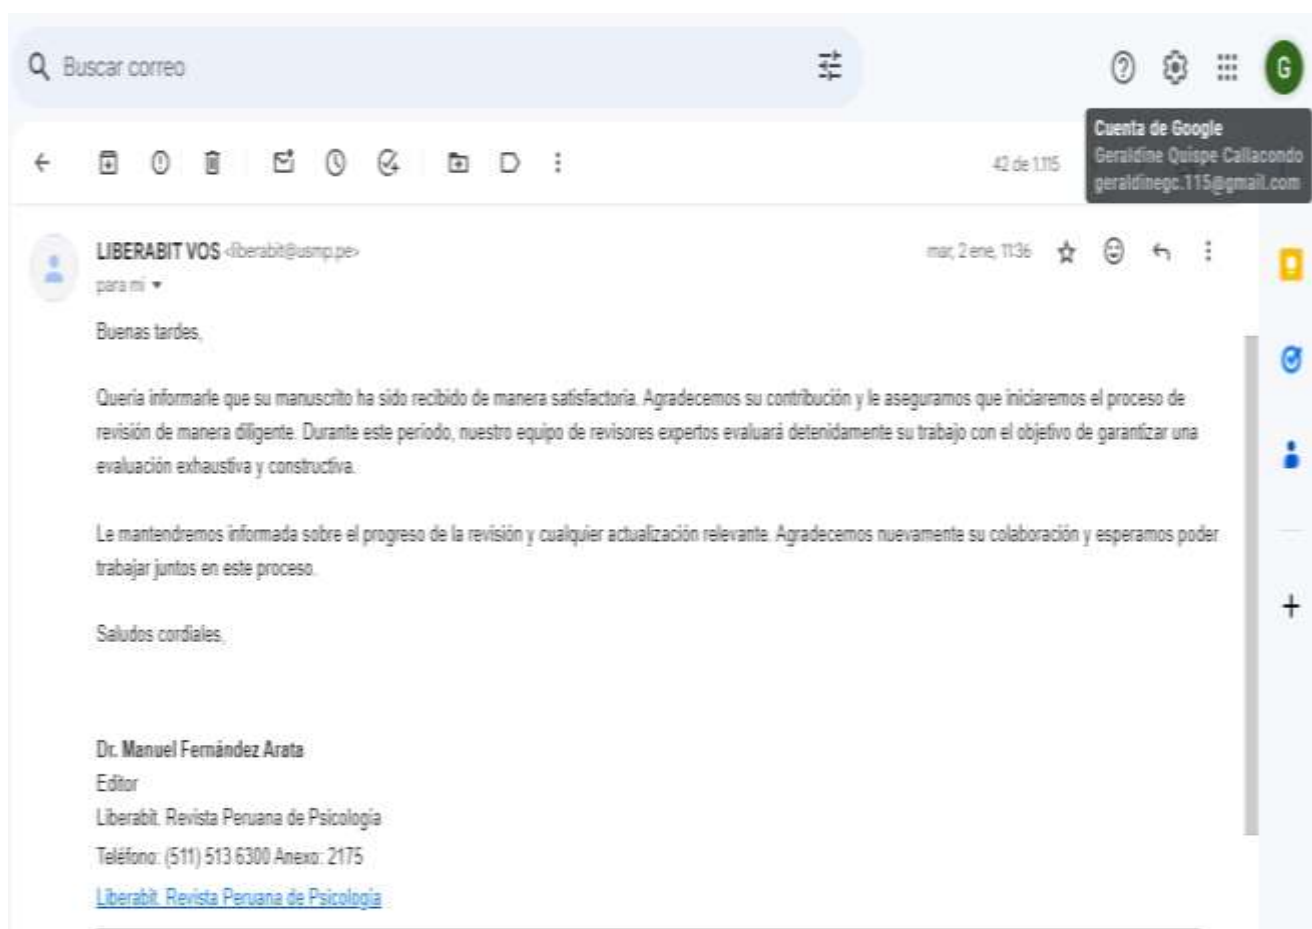 Buscar correo
Cuenta de Google
Geraldine Quispe Callacondo
geraldineqc.115@gmail.com
42 de 1.115
LIBERABIT VOS <liberabit@usmp.pe>
mar, 2 ene, 11:36
para mí
Buenas tardes,
Quería informarle que su manuscrito ha sido recibido de manera satisfactoria. Agradecemos su contribución y le aseguramos que iniciaremos el proceso de
revisión de manera diligente. Durante este período, nuestro equipo de revisores expertos evaluará detenidamente su trabajo con el objetivo de garantizar una
evaluación exhaustiva y constructiva.
Le mantendremos informada sobre el progreso de la revisión y cualquier actualización relevante. Agradecemos nuevamente su colaboración y esperamos poder
trabajar juntos en este proceso.
Saludos cordiales,
Dr. Manuel Fernández Arata
Editor
Liberabit. Revista Peruana de Psicología
Teléfono: (511) 513 6300 Anexo: 2175
Liberabit. Revista Peruana de Psicología
G